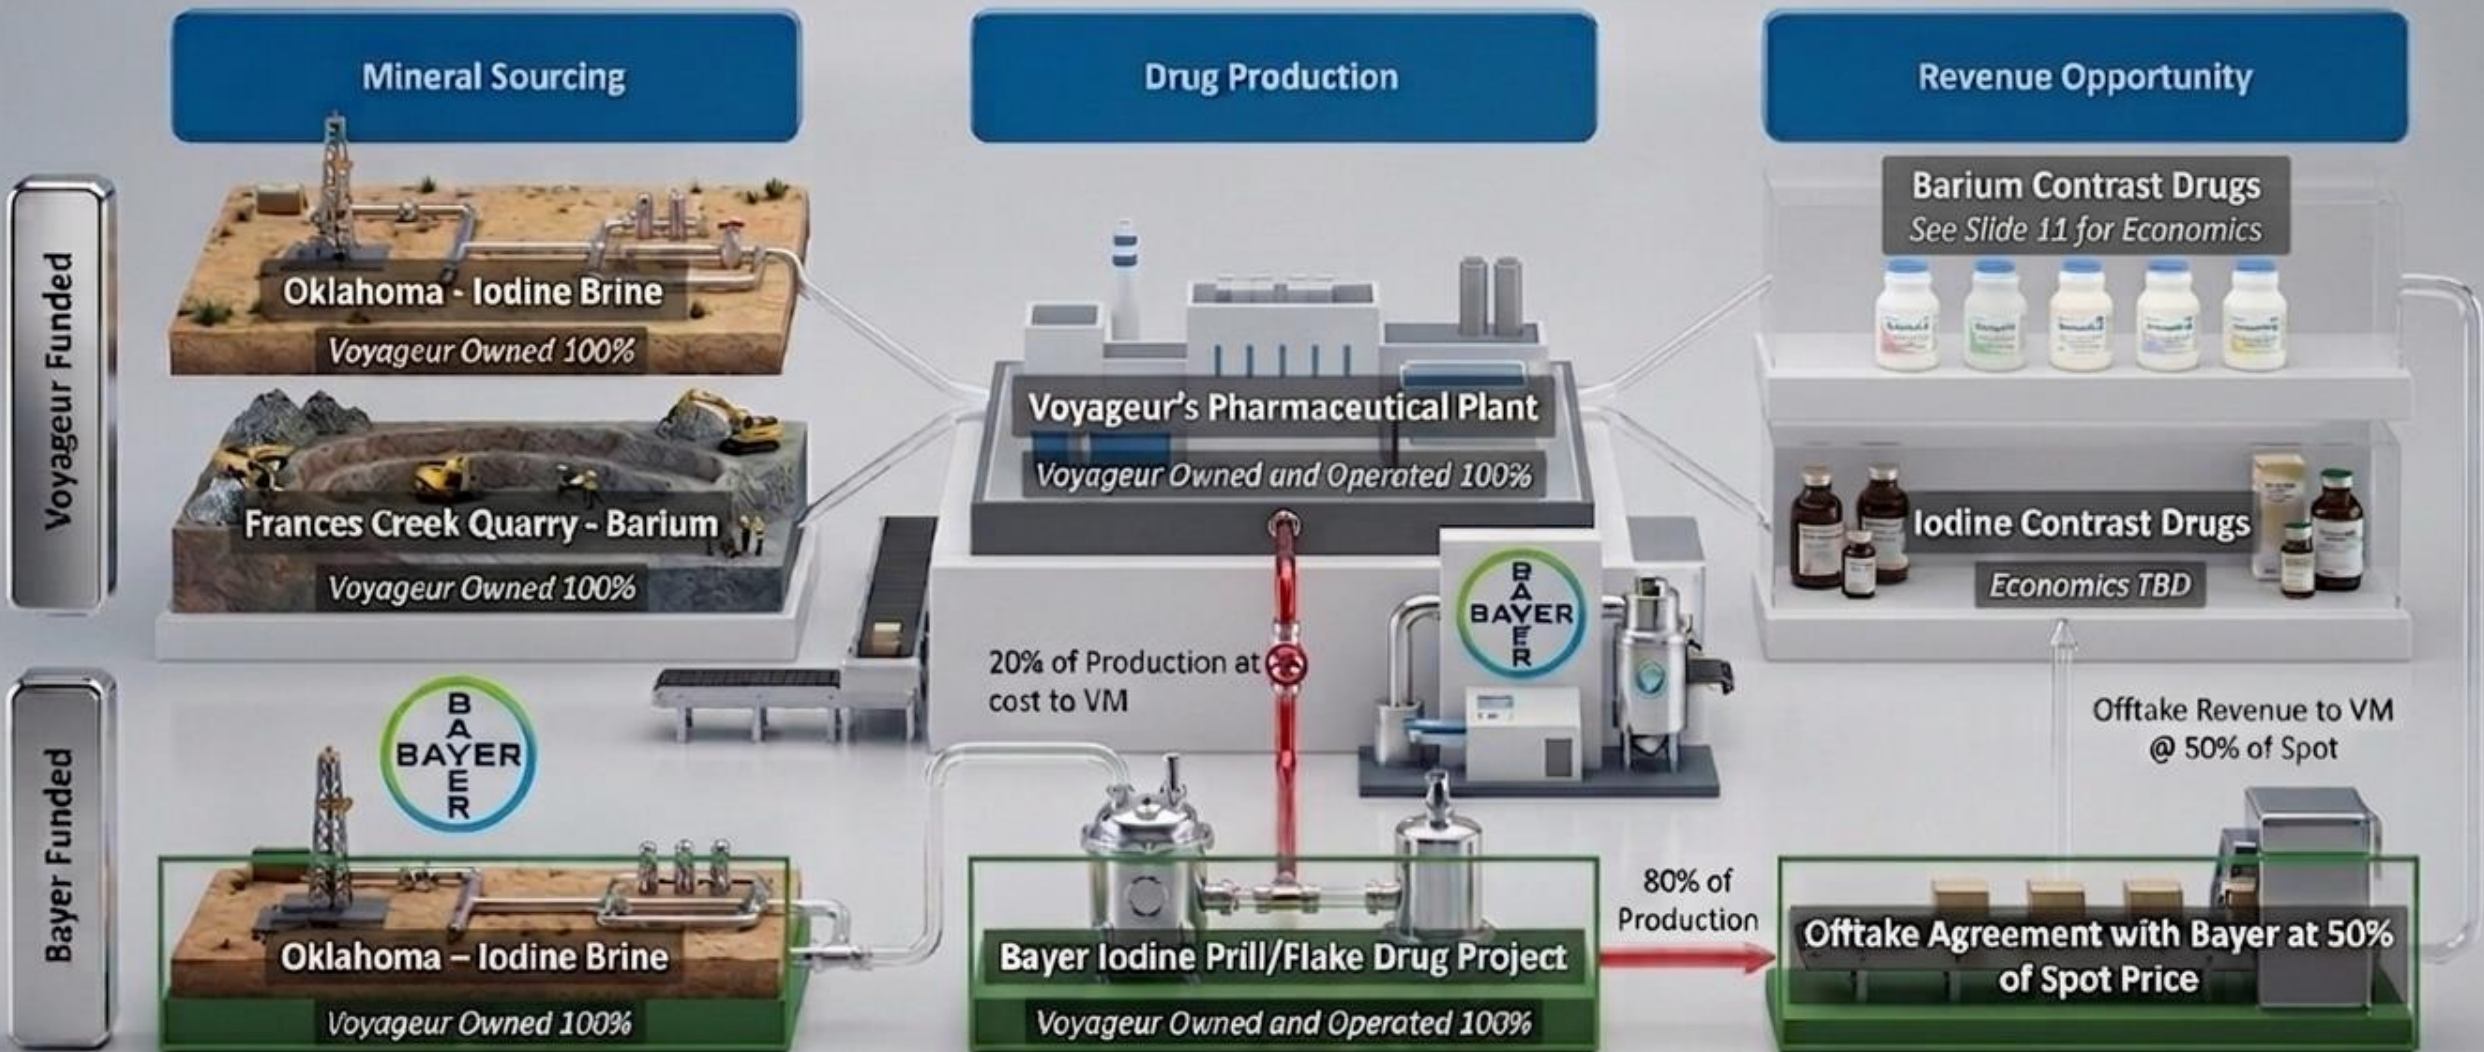 Mineral Sourcing
Drug Production
Revenue Opportunity
Voyageur Funded
Oklahoma - Iodine Brine
Voyageur Owned 100%
Frances Creek Quarry - Barium
Voyageur Owned 100%
Voyageur's Pharmaceutical Plant
Voyageur Owned and Operated 100%
Barium Contrast Drugs
See Slide 11 for Economics
Iodine Contrast Drugs
Economics TBD
BAYER
BAYER
20% of Production at
cost to VM
Offtake Revenue to VM
@ 50% of Spot
Bayer Funded
BAYER
BAYER
Oklahoma – Iodine Brine
Voyageur Owned 100%
Bayer Iodine Prill/Flake Drug Project
Voyageur Owned and Operated 100%
80% of
Production
Offtake Agreement with Bayer at 50%
of Spot Price